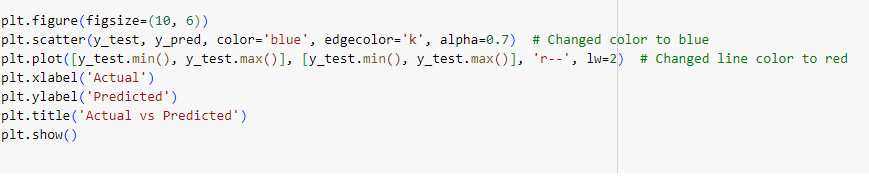 plt.figure(figsize=(10, 6))
plt.scatter(y_test, y_pred, color='blue', edgecolor='k', alpha=0.7)  # Changed color to blue
plt.plot([y_test.min(), y_test.max()], [y_test.min(), y_test.max()], 'r--', lw=2)  # Changed line color to red
plt.xlabel('Actual')
plt.ylabel('Predicted')
plt.title('Actual vs Predicted')
plt.show()